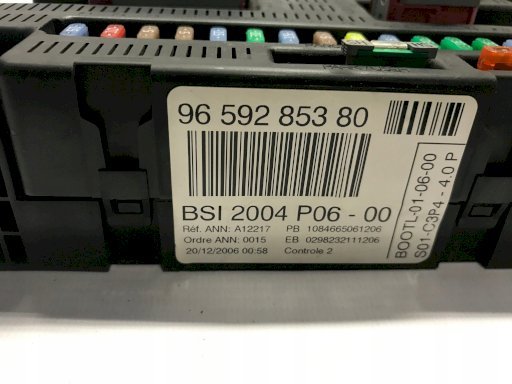 96 592 853 80
BSI 2004 P06 - 00
Réf. ANN: A12217 PB 1084665061206
Ordre ANN: 0015 EB 0298232111206
20/12/2006 00:58 Controle 2
BOOTL-01-06-00
S01-C3P4 - 4.0 P